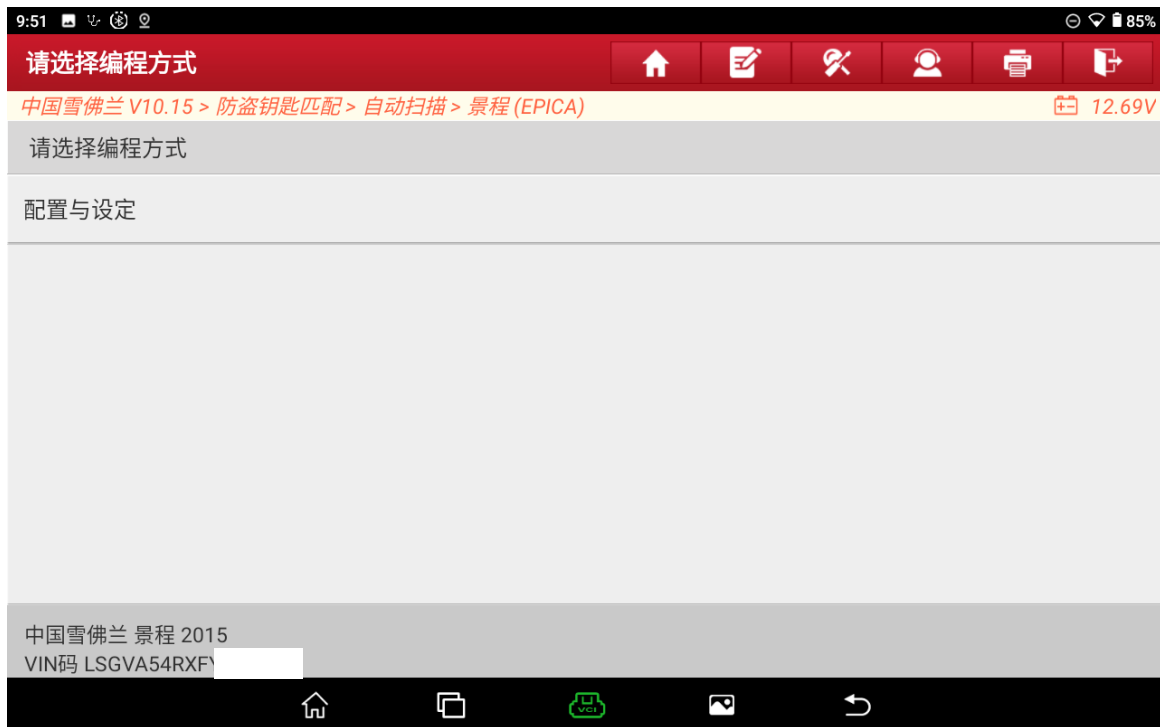 9:51
85%
请选择编程方式
中国雪佛兰 V10.15 > 防盗钥匙匹配 > 自动扫描 > 景程 (EPICA)
12.69V
请选择编程方式
配置与设定
中国雪佛兰 景程 2015
VIN码 LSGVA54RXF
VCI